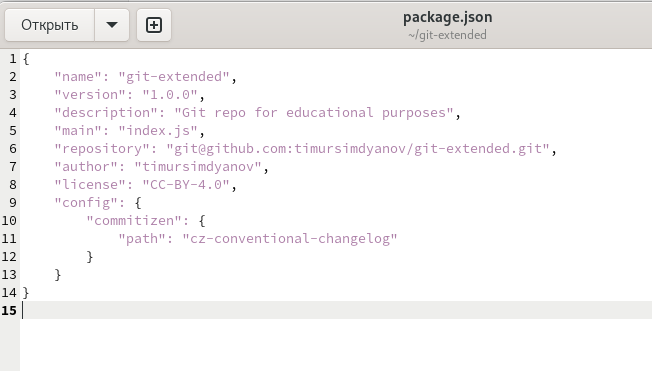 Открыть
package.json
~/git-extended
1 {
2     "name": "git-extended",
3     "version": "1.0.0",
4     "description": "Git repo for educational purposes",
5     "main": "index.js",
6     "repository": "git@github.com:timursimdyanov/git-extended.git",
7     "author": "timursimdyanov",
8     "license": "CC-BY-4.0",
9     "config": {
10         "commitizen": {
11             "path": "cz-conventional-changelog"
12         }
13     }
14 }
15